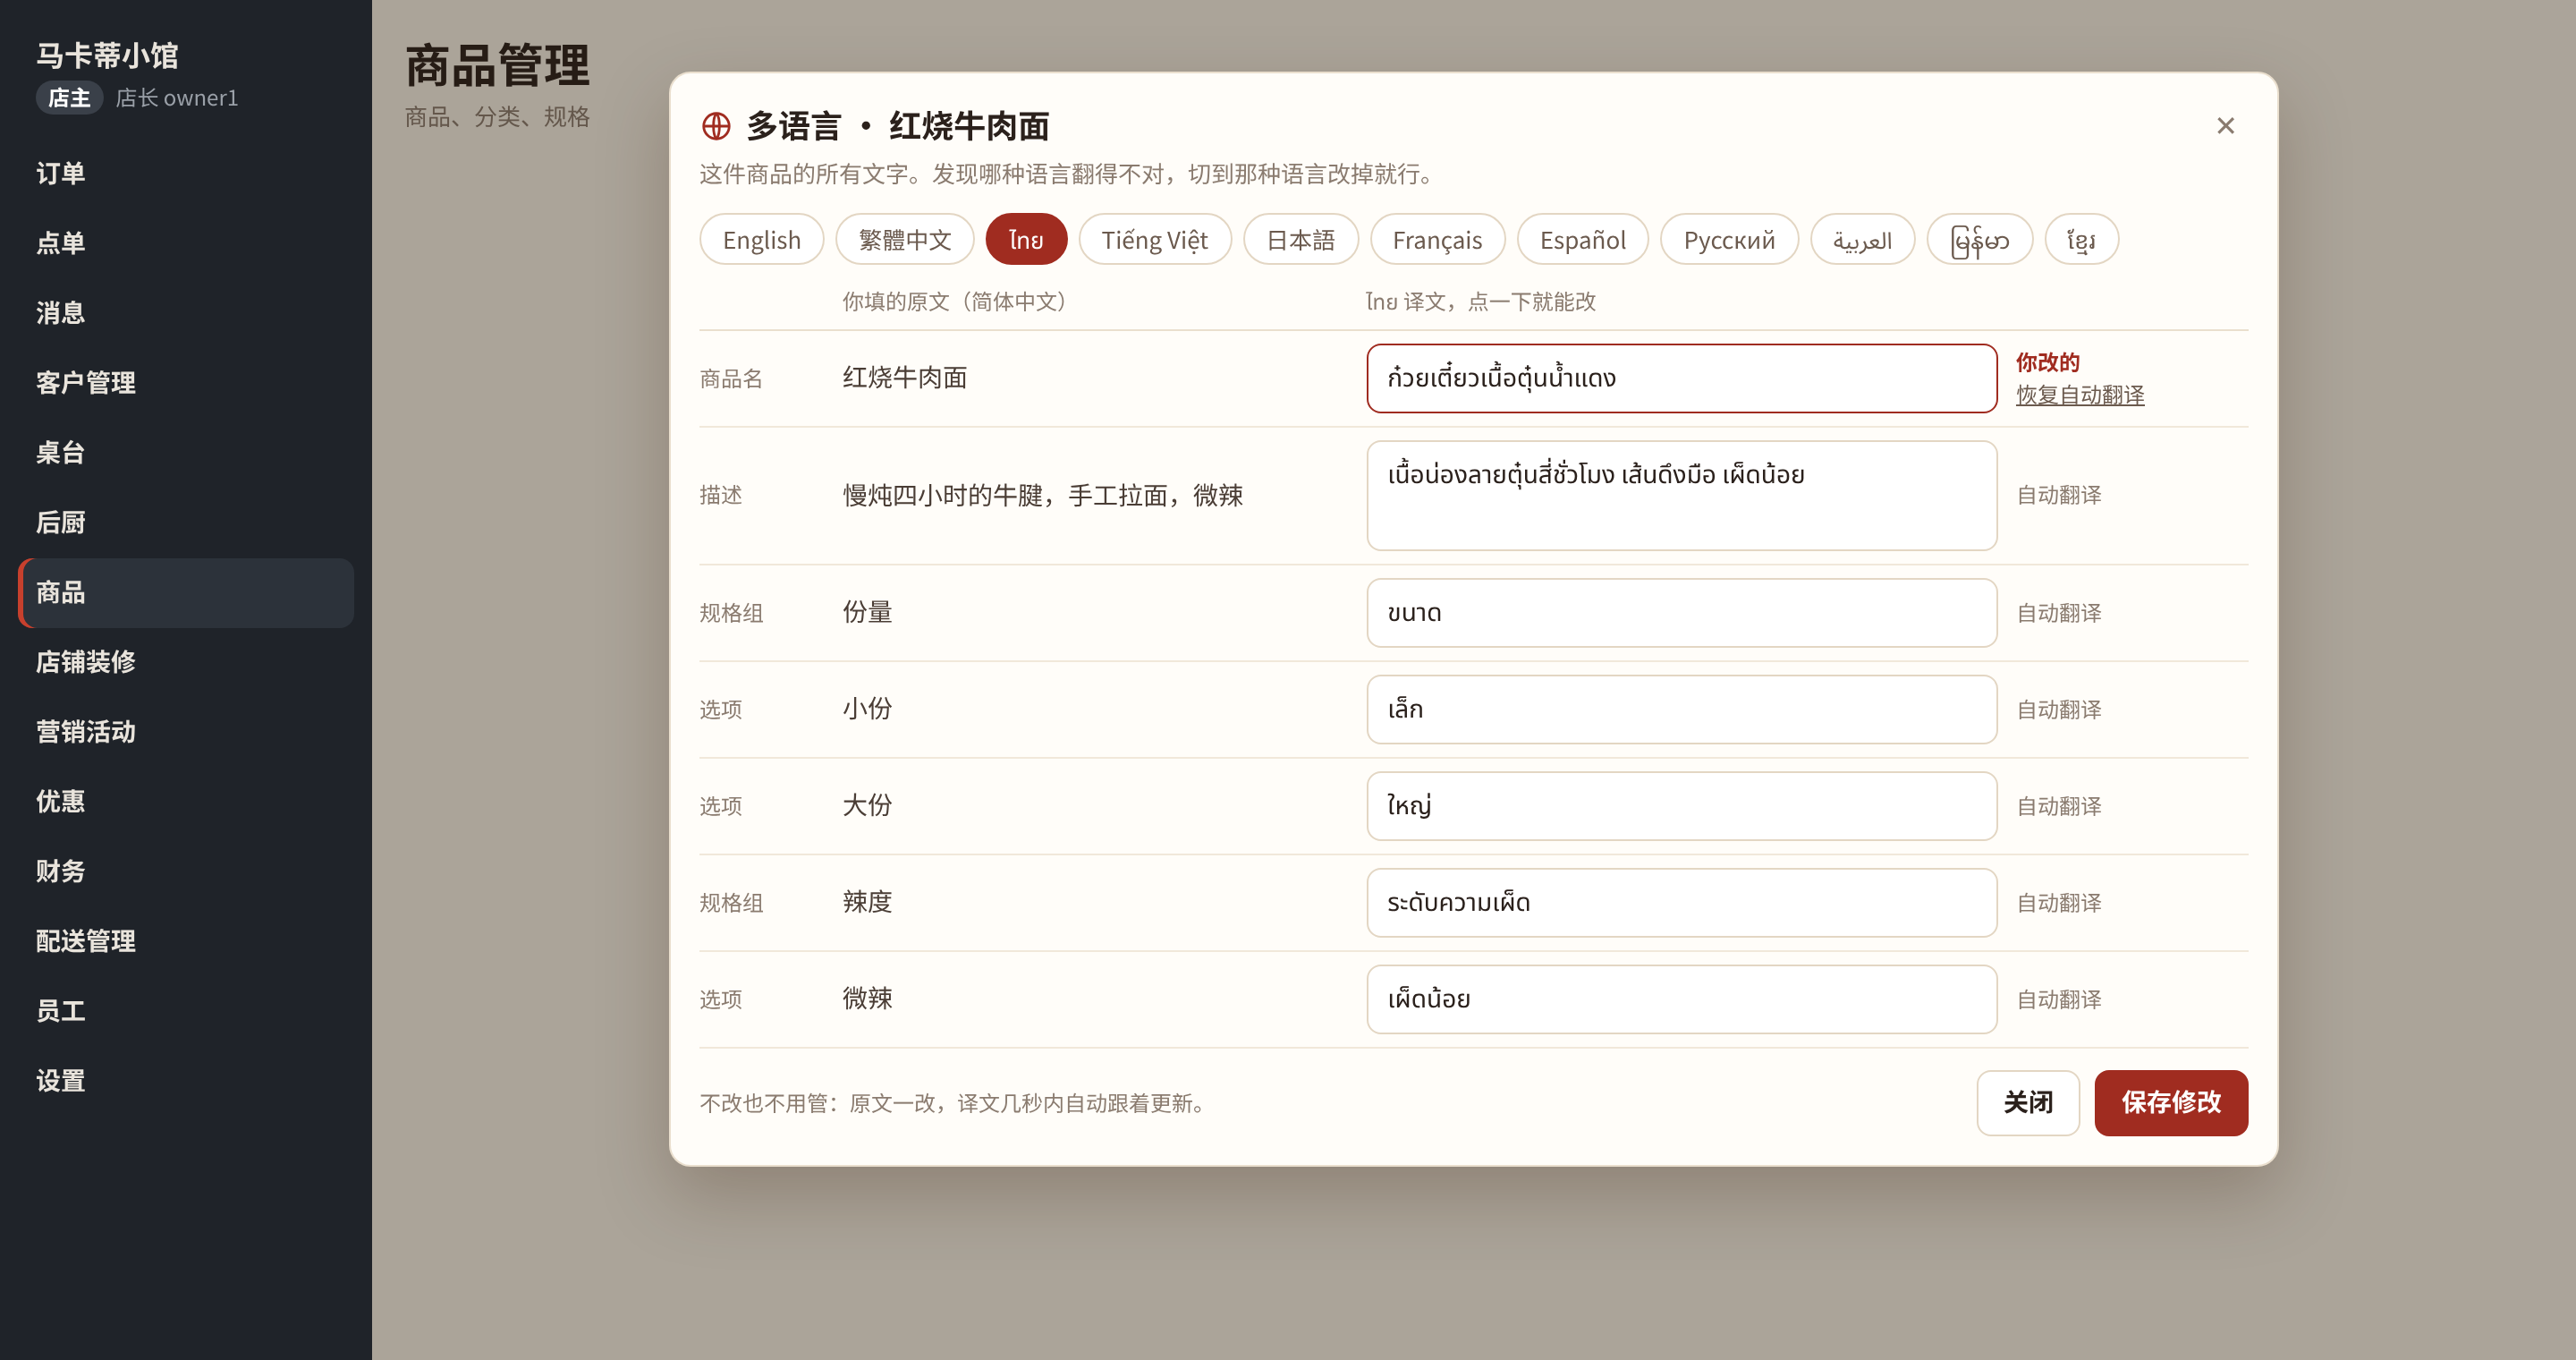 马卡蒂小馆
店主 店长 owner1
订单
点单
消息
客户管理
桌台
后厨
商品
店铺装修
营销活动
优惠
财务
配送管理
员工
设置
商品管理
商品、分类、规格
多语言 · 红烧牛肉面
×
这件商品的所有文字。发现哪种语言翻得不对，切到那种语言改掉就行。
English 繁體中文 ไทย Tiếng Việt 日本語 Français Español Русский العربية မြန်မာ ខ្មែរ
你填的原文（简体中文） ไทย 译文，点一下就能改
商品名 红烧牛肉面 ก๋วยเตี๋ยวเนื้อตุ๋นน้ำแดง 你改的
恢复自动翻译
描述 慢炖四小时的牛腱，手工拉面，微辣 เนื้อน่องลายตุ๋นสี่ชั่วโมง เส้นดึงมือ เผ็ดน้อย 自动翻译
规格组 份量 ขนาด 自动翻译
选项 小份 เล็ก 自动翻译
选项 大份 ใหญ่ 自动翻译
规格组 辣度 ระดับความเผ็ด 自动翻译
选项 微辣 เผ็ดน้อย 自动翻译
不改也不用管：原文一改，译文几秒内自动跟着更新。 关闭 保存修改